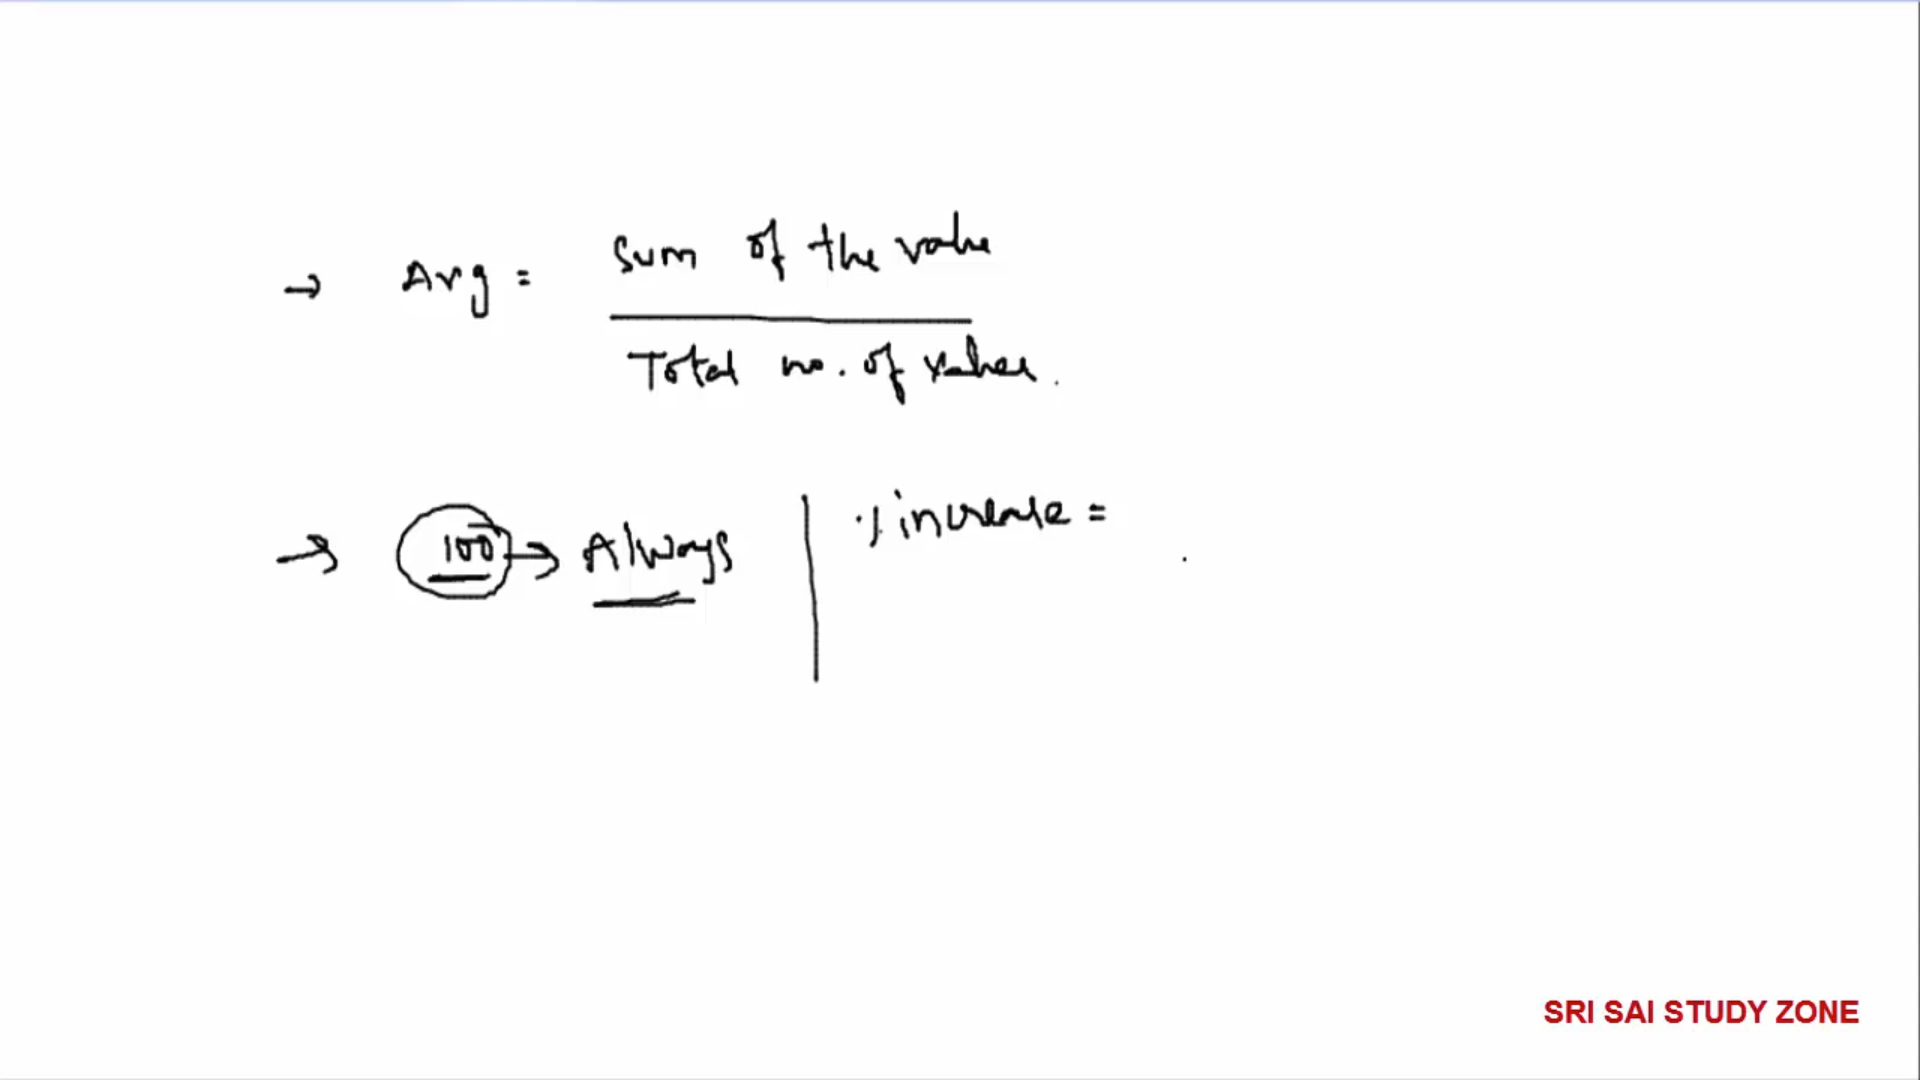 → Avg = Sum of the value
Total no. of values.
→ 100 → Always
% increase =
SRI SAI STUDY ZONE